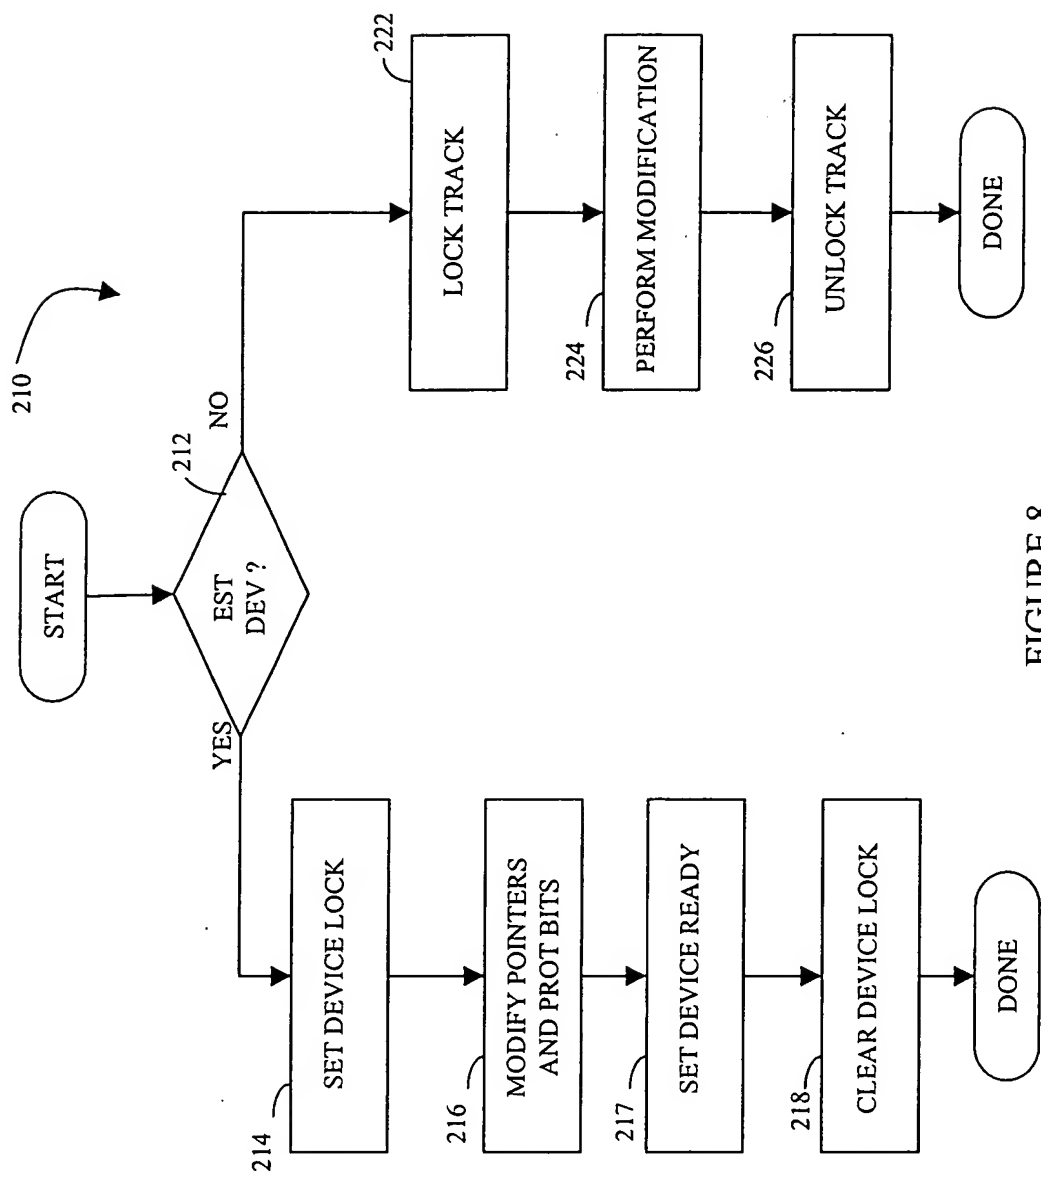 210
START
212
EST
DEV ?
YES
NO
214
SET DEVICE LOCK
216
MODIFY POINTERS
AND PROT BITS
217
SET DEVICE READY
218
CLEAR DEVICE LOCK
DONE
222
LOCK TRACK
224
PERFORM MODIFICATION
226
UNLOCK TRACK
DONE
FIGURE 8